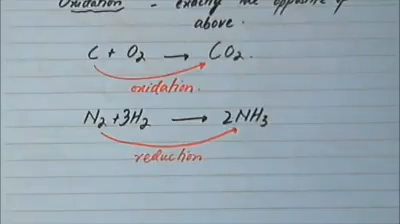 Oxidation - exactly the opposite of
above.
C + O₂ → CO₂.
oxidation.
N₂ + 3H₂ → 2NH₃
reduction